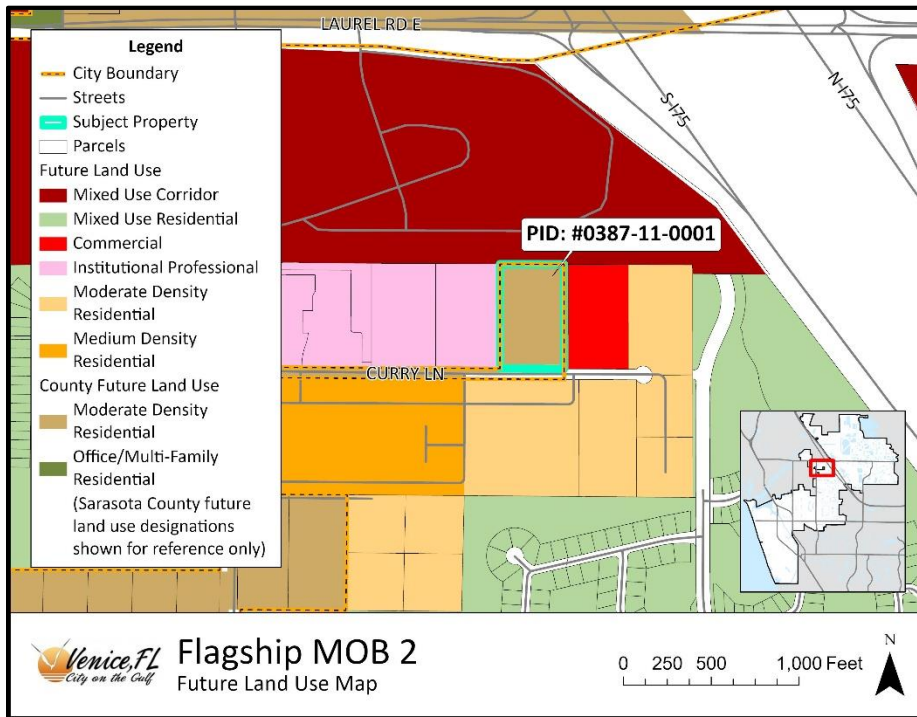 LAUREL RD E
Legend
City Boundary
Streets
Subject Property
Parcels
Future Land Use
Mixed Use Corridor
Mixed Use Residential
Commercial
Institutional Professional
Moderate Density
Residential
Medium Density
Residential
County Future Land Use
Moderate Density
Residential
Office/Multi-Family
Residential
(Sarasota County future
land use designations
shown for reference only)
S I75
N I75
PID: #0387-11-0001
CURRY LN
Venice, FL
City on the Gulf
Flagship MOB 2
Future Land Use Map
0 250 500 1,000 Feet
N